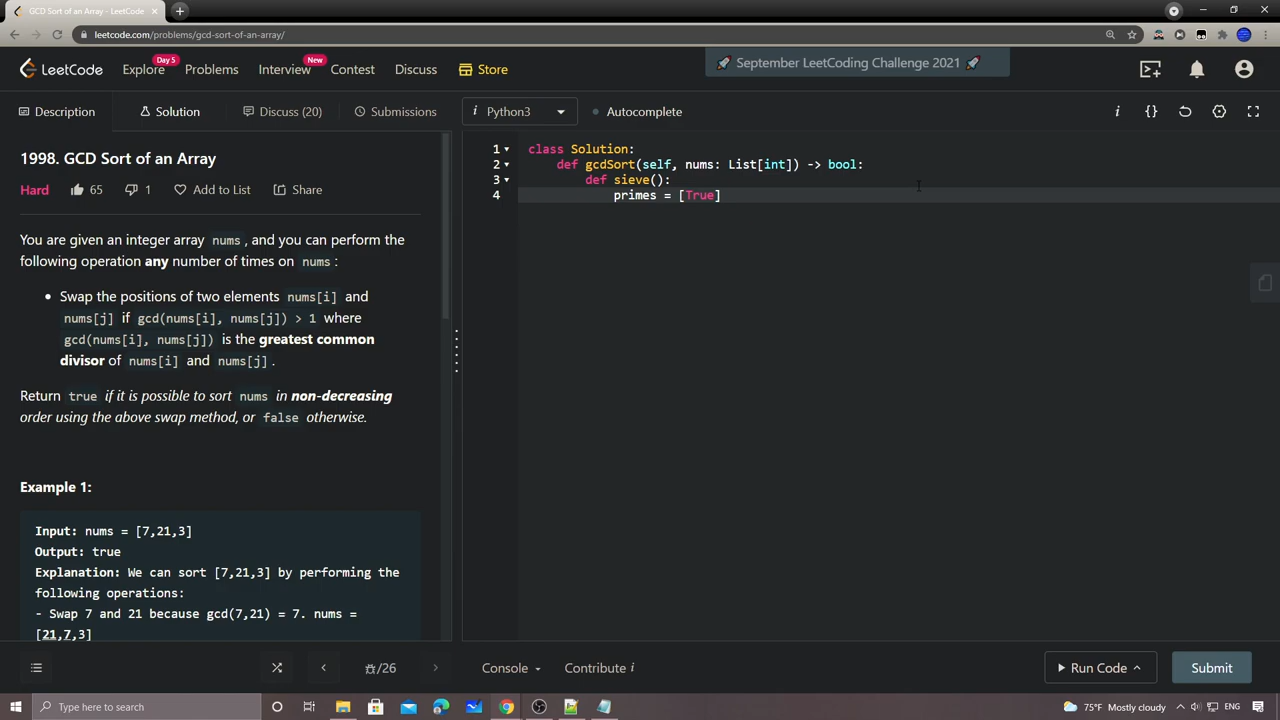 GCD Sort of an Array - LeetCode
leetcode.com/problems/gcd-sort-of-an-array/
LeetCode
Explore
Day 5
Problems
Interview
New
Contest
Discuss
Store
🚀 September LeetCoding Challenge 2021 🚀
Description
Solution
Discuss (20)
Submissions
i Python3
Autocomplete
1998. GCD Sort of an Array
Hard
65
1
Add to List
Share
You are given an integer array nums, and you can perform the
following operation any number of times on nums:
• Swap the positions of two elements nums[i] and
nums[j] if gcd(nums[i], nums[j]) > 1 where
gcd(nums[i], nums[j]) is the greatest common
divisor of nums[i] and nums[j].
Return true if it is possible to sort nums in non-decreasing
order using the above swap method, or false otherwise.
Example 1:
Input: nums = [7,21,3]
Output: true
Explanation: We can sort [7,21,3] by performing the
following operations:
- Swap 7 and 21 because gcd(7,21) = 7. nums =
[21,7,3]
1 class Solution:
2 def gcdSort(self, nums: List[int]) -> bool:
3 def sieve():
4 primes = [True]
/26
Console
Contribute i
Run Code
Submit
Type here to search
75°F Mostly cloudy
ENG